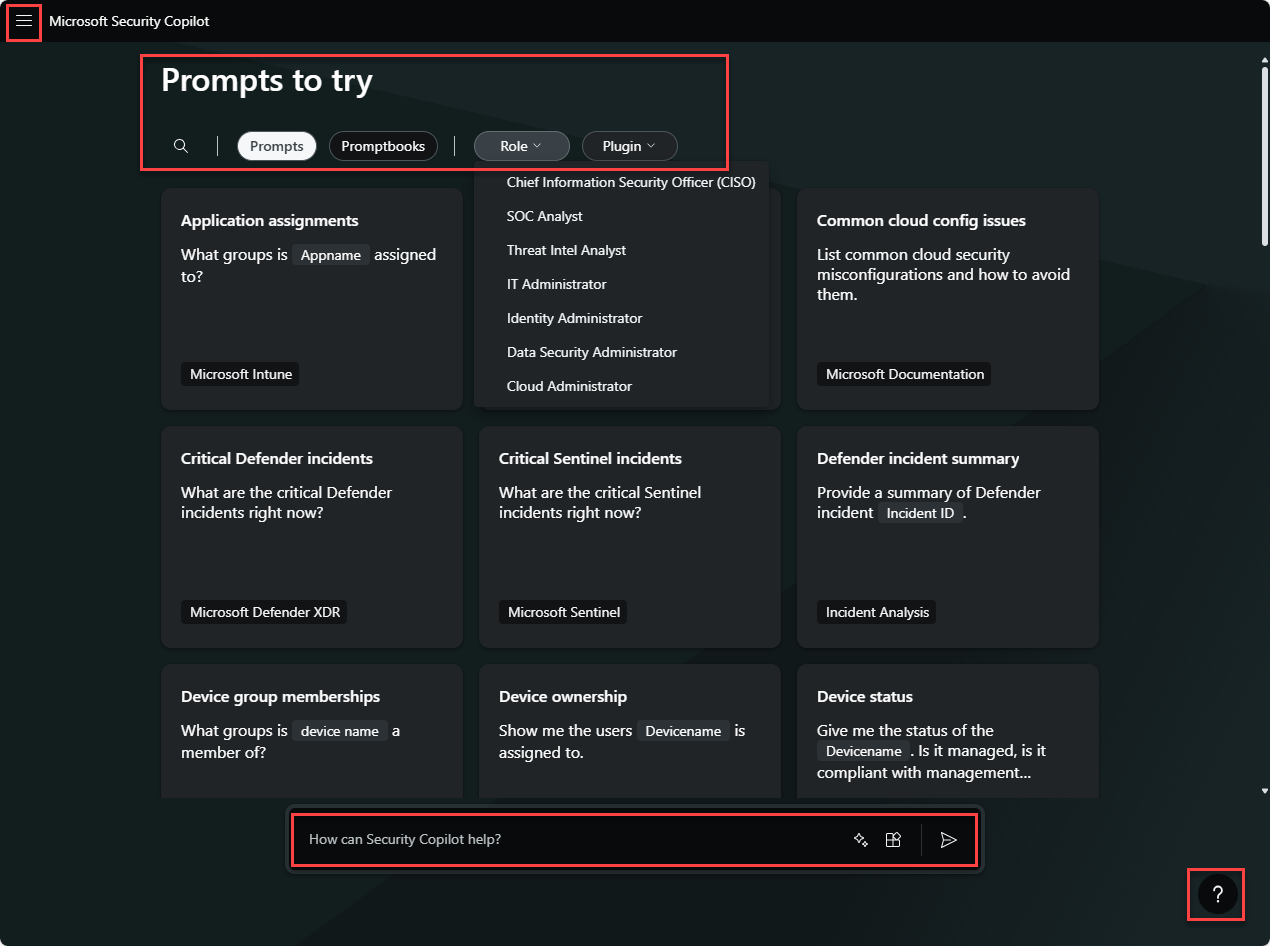 Microsoft Security Copilot
Prompts to try
Prompts
Promptbooks
Role
Plugin
Chief Information Security Officer (CISO)
SOC Analyst
Threat Intel Analyst
IT Administrator
Identity Administrator
Data Security Administrator
Cloud Administrator
Application assignments
What groups is Appname assigned
to?
Microsoft Intune
Common cloud config issues
List common cloud security
misconfigurations and how to avoid
them.
Microsoft Documentation
Critical Defender incidents
What are the critical Defender
incidents right now?
Microsoft Defender XDR
Critical Sentinel incidents
What are the critical Sentinel
incidents right now?
Microsoft Sentinel
Defender incident summary
Provide a summary of Defender
incident Incident ID .
Incident Analysis
Device group memberships
What groups is device name a
member of?
Device ownership
Show me the users Devicename is
assigned to.
Device status
Give me the status of the
Devicename . Is it managed, is it
compliant with management...
How can Security Copilot help?
?